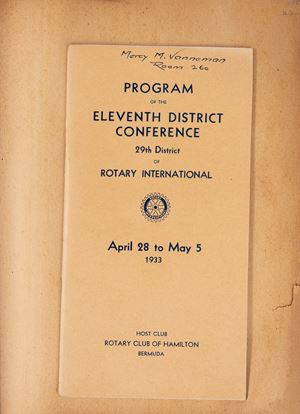 Mercy M. Vanneman
Room 260
PROGRAM
OF THE
ELEVENTH DISTRICT
CONFERENCE
29th District
OF
ROTARY INTERNATIONAL
April 28 to May 5
1933
HOST CLUB
ROTARY CLUB OF HAMILTON
BERMUDA